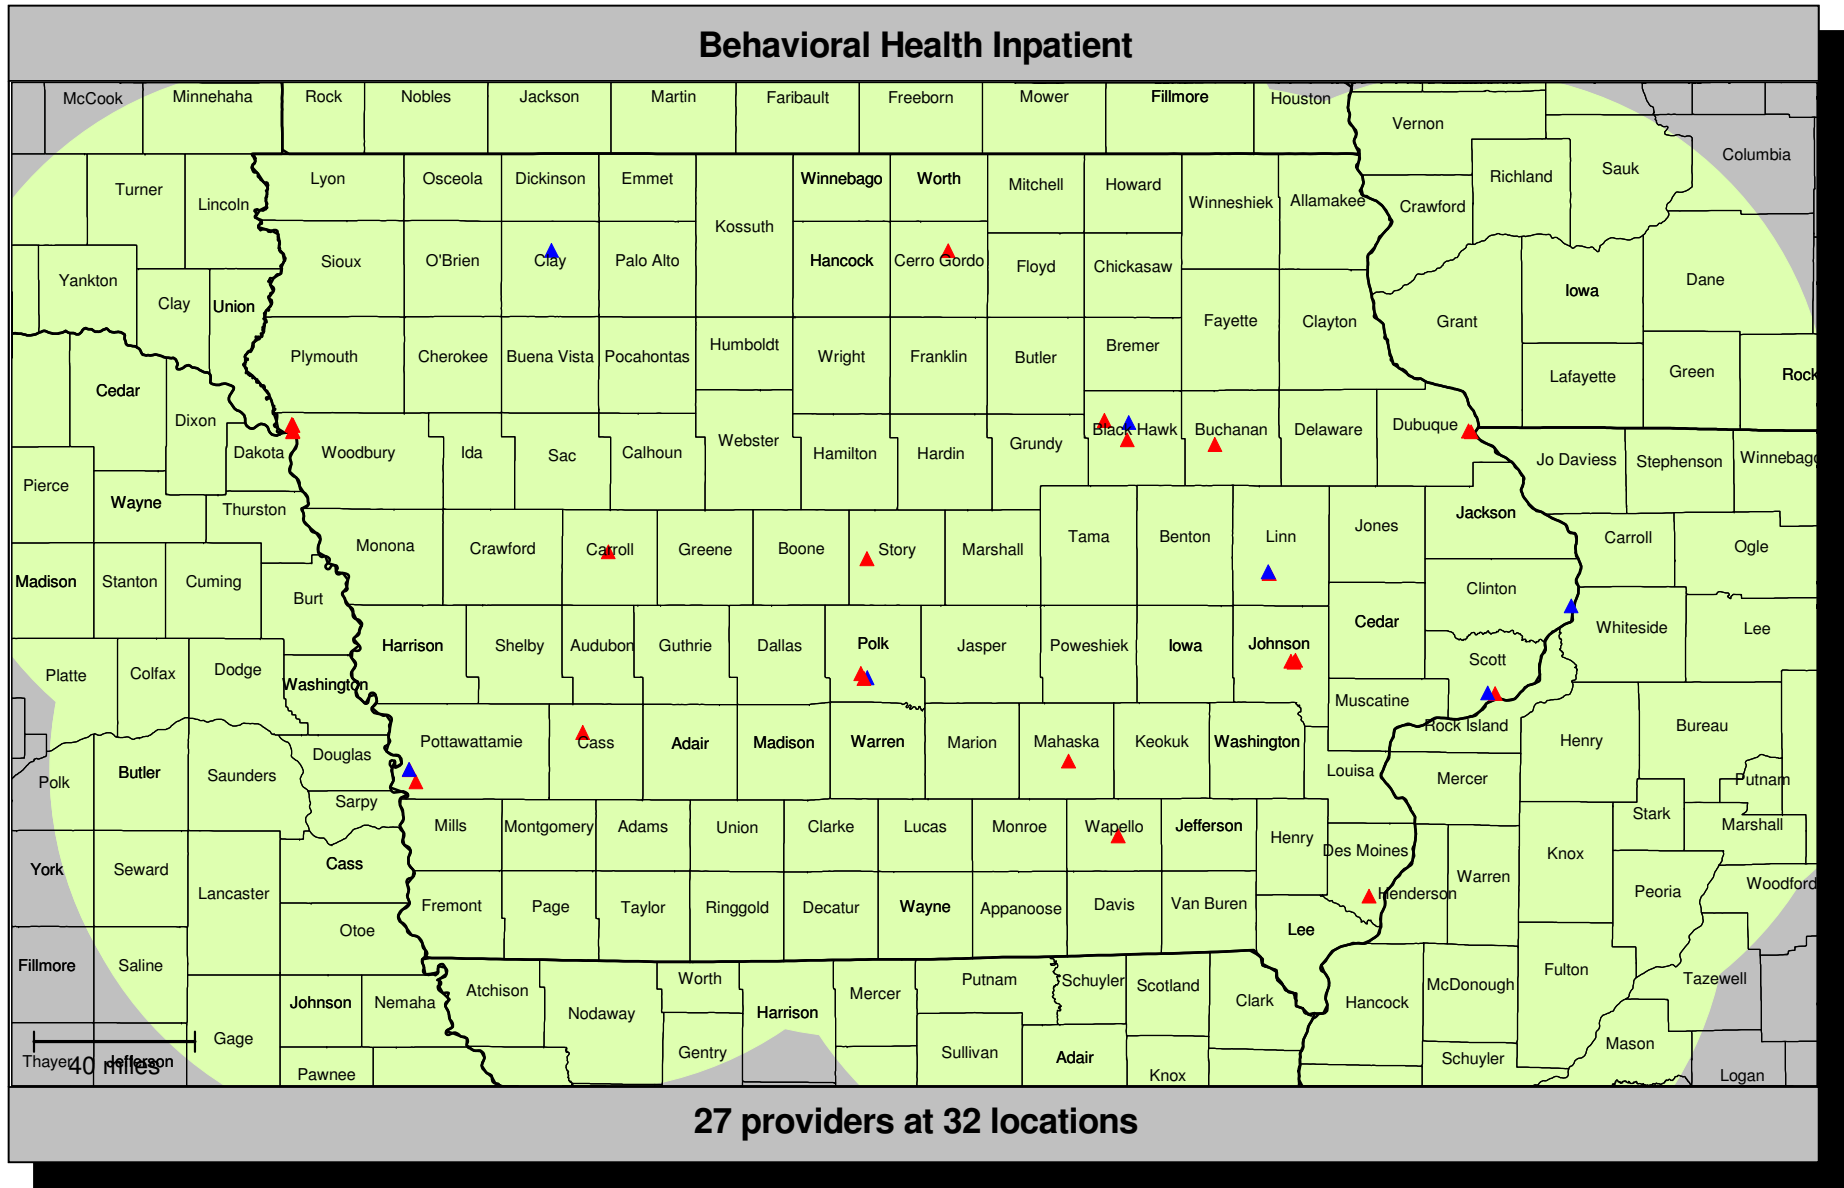 Behavioral Health Inpatient
McCook Minnehaha Rock Nobles Jackson Martin Faribault Freeborn Mower Fillmore Houston
Vernon
Columbia
Turner Lincoln Lyon Osceola Dickinson Emmet Kossuth Winnebago Worth Mitchell Howard Winneshiek Allamakee Crawford Richland Sauk
Yankton Clay Union Sioux O'Brien Clay Palo Alto Hancock Cerro Gordo Floyd Chickasaw Iowa Dane
Cedar Dixon Plymouth Cherokee Buena Vista Pocahontas Humboldt Wright Franklin Butler Bremer Fayette Clayton Grant Lafayette Green Rock
Pierce Wayne Dakota Woodbury Ida Sac Calhoun Webster Hamilton Hardin Grundy Black Hawk Buchanan Delaware Dubuque Jo Daviess Stephenson Winnebago
Thurston
Madison Stanton Cuming Monona Crawford Carroll Greene Boone Story Marshall Tama Benton Linn Jones Jackson Carroll Ogle
Burt Clinton
Platte Colfax Dodge Washington Harrison Shelby Audubon Guthrie Dallas Polk Jasper Poweshiek Iowa Johnson Cedar Scott Whiteside Lee
Muscatine
Rock Island
Polk Butler Saunders Douglas Pottawattamie Cass Adair Madison Warren Marion Mahaska Keokuk Washington Louisa Mercer Henry Bureau Putnam
Sarpy Mills Montgomery Adams Union Clarke Lucas Monroe Wapello Jefferson Henry Des Moines Stark Marshall
York Seward Lancaster Cass Knox Peoria Woodford
Otoe Fremont Page Taylor Ringgold Decatur Wayne Appanoose Davis Van Buren Lee Henderson Warren
Fillmore Saline Johnson Nemaha Atchison Nodaway Worth Harrison Mercer Putnam Schuyler Scotland Clark Hancock McDonough Fulton Tazewell
Thayer Jefferson Gage Pawnee Gentry Sullivan Adair Knox Schuyler Mason Logan
40 miles
27 providers at 32 locations